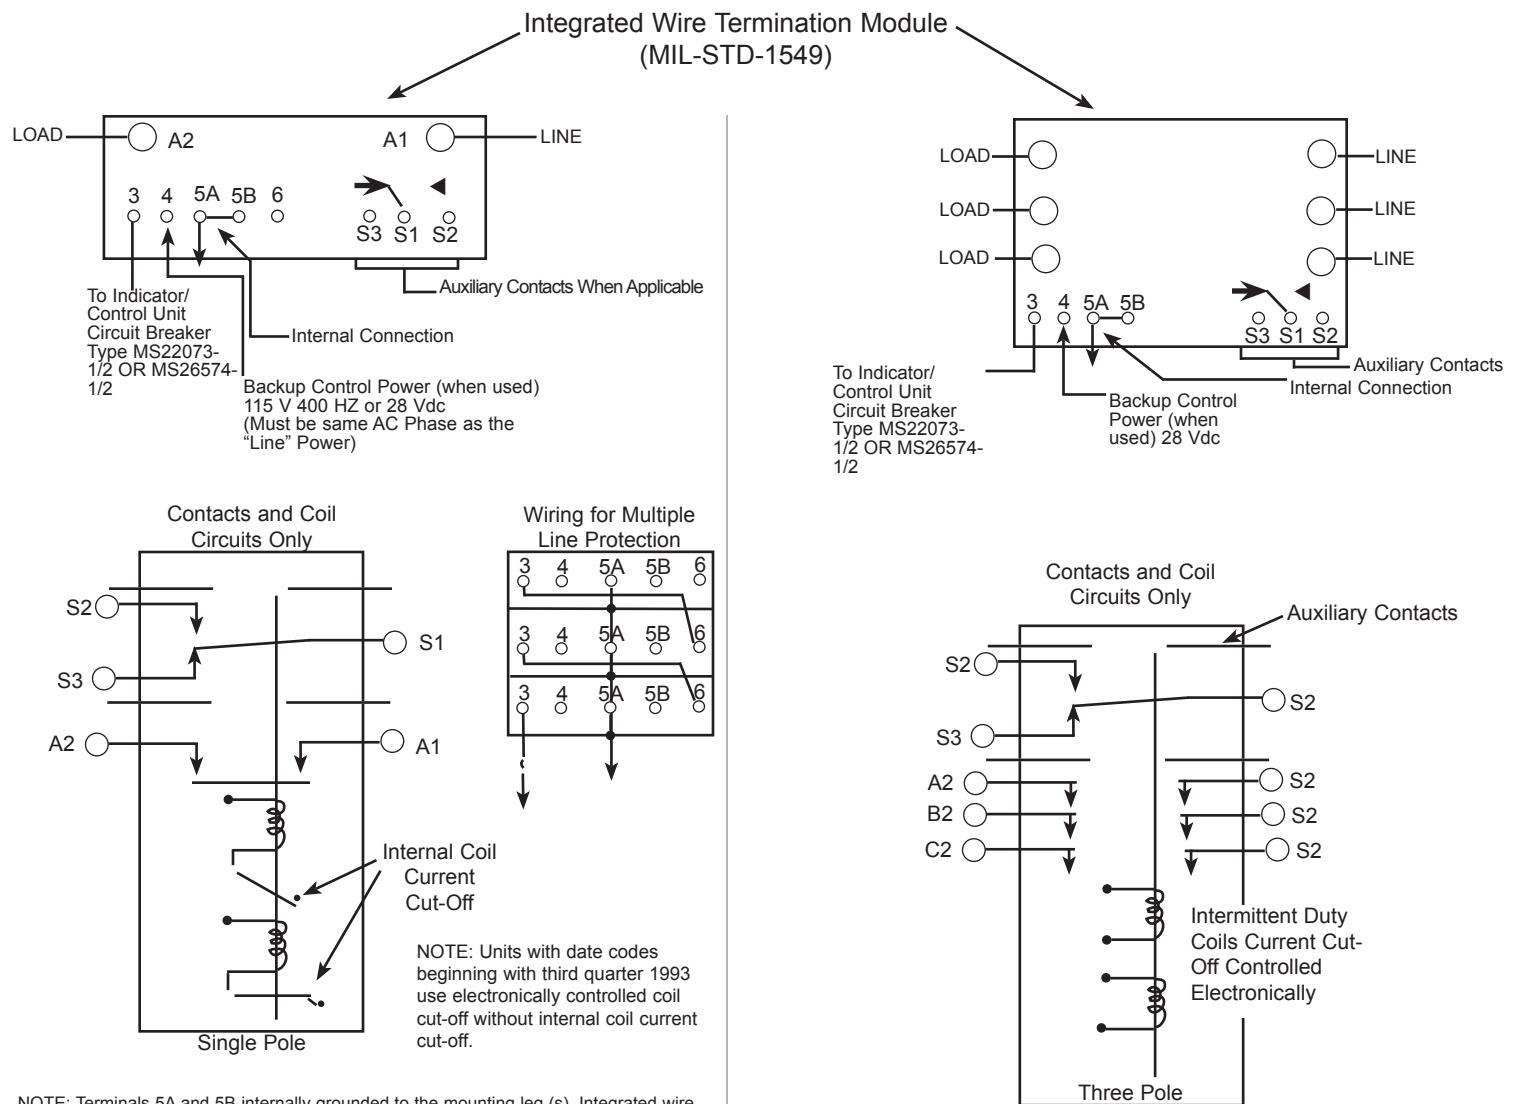 Integrated Wire Termination Module
(MIL-STD-1549)
LOAD
A2
A1
LINE
3
4
5A
5B
6
S3
S1
S2
To Indicator/
Control Unit
Circuit Breaker
Type MS22073-
1/2 OR MS26574-
1/2
Auxiliary Contacts When Applicable
Internal Connection
Backup Control Power (when used)
115 V 400 HZ or 28 Vdc
(Must be same AC Phase as the
“Line” Power)
LOAD
LINE
LOAD
LINE
LOAD
LINE
3
4
5A
5B
S3
S1
S2
To Indicator/
Control Unit
Circuit Breaker
Type MS22073-
1/2 OR MS26574-
1/2
Auxiliary Contacts
Internal Connection
Backup Control
Power (when
used) 28 Vdc
Contacts and Coil
Circuits Only
S2
S1
S3
A2
A1
Internal Coil
Current
Cut-Off
Single Pole
Wiring for Multiple
Line Protection
3 4 5A 5B 6
3 4 5A 5B 6
3 4 5A 5B 6
NOTE: Units with date codes
beginning with third quarter 1993
use electronically controlled coil
cut-off without internal coil current
cut-off.
Contacts and Coil
Circuits Only
Auxiliary Contacts
S2
S2
S3
A2
S2
B2
S2
C2
S2
Intermittent Duty
Coils Current Cut-
Off Controlled
Electronically
Three Pole
NOTE: Terminals 5A and 5B internally grounded to the mounting leg (s). Integrated wire